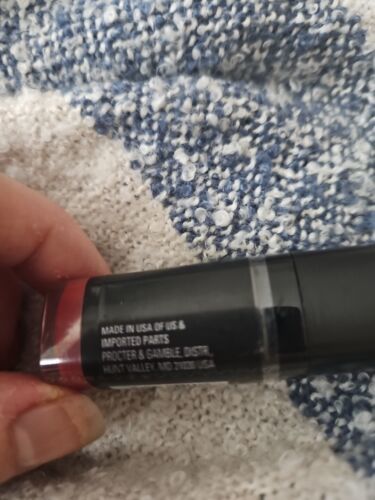 MADE IN USA OF US &
IMPORTED PARTS
PROCTER & GAMBLE, DISTR.,
HUNT VALLEY, MD 21030 USA